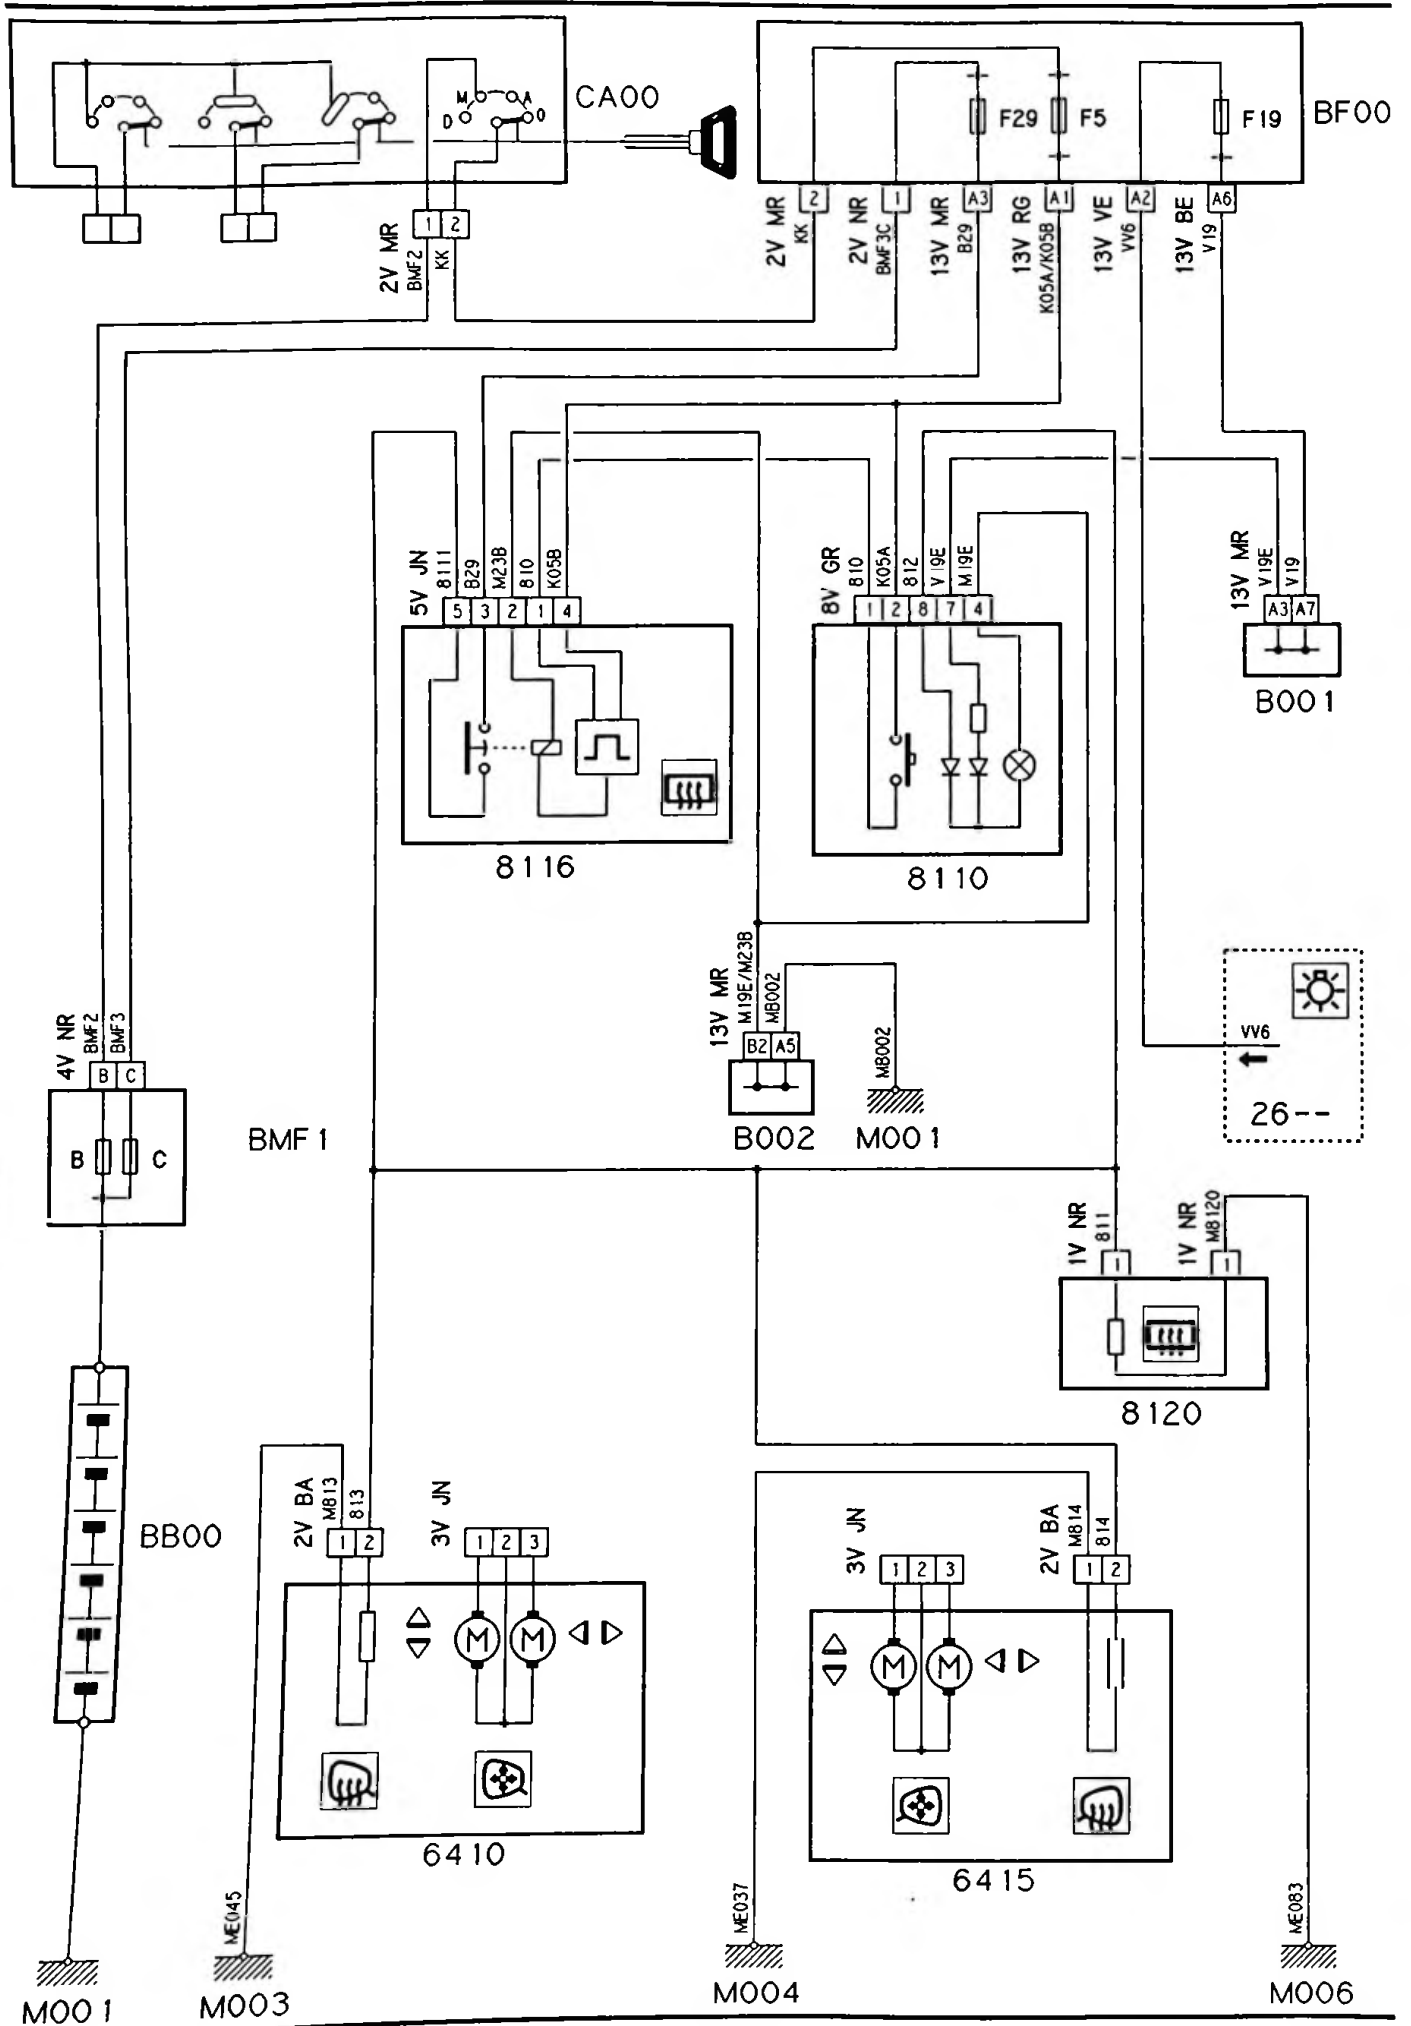 CA00
M
A
D
D
1 2
2V MR
BMF2
KK
F29
F5
F19
BF00
2
1
A3
A1
A2
A6
2V MR
KK
2V NR
BMF3C
13V MR
B29
13V RG
K05A/K05B
13V VE
VV6
13V BE
V19
5V JN
8111
B29
M23B
810
K05B
5 3 2 1 4
8116
8V GR
810
K05A
812
V19E
M19E
1 2 8 7 4
8110
13V MR
V19E
V19
A3 A7
B001
13V MR
M19E/M23B
MB002
B2 A5
B002
MB002
M001
VV6
26--
4V NR
BMF2
BMF3
B C
B
C
BMF1
1V NR
811
1
1V NR
M8120
1
8120
BB00
2V BA
M813
813
1 2
3V JN
1 2 3
M
M
6410
3V JN
1 2 3
2V BA
M814
814
1 2
M
M
6415
ME045
ME037
ME083
M001
M003
M004
M006